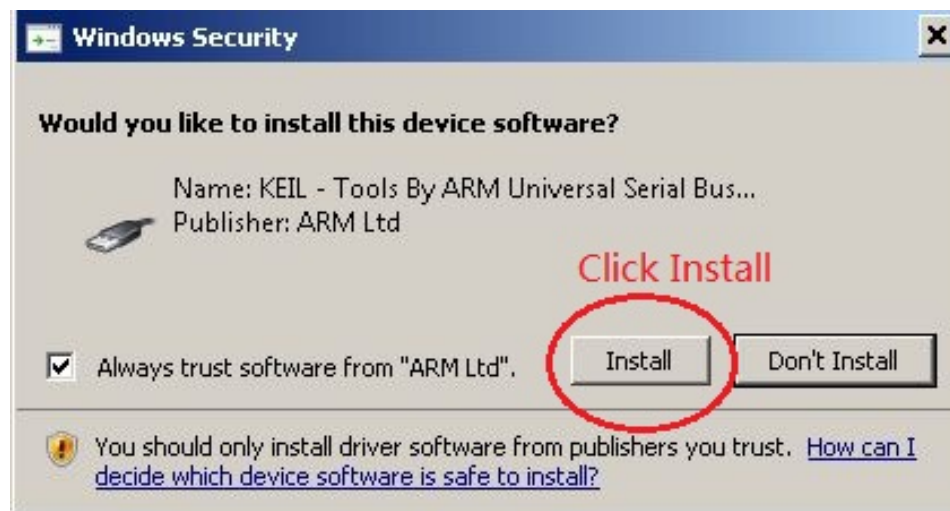 Windows Security
Would you like to install this device software?
Name: KEIL - Tools By ARM Universal Serial Bus...
Publisher: ARM Ltd
Click Install
Always trust software from "ARM Ltd".
Install
Don't Install
You should only install driver software from publishers you trust. How can I
decide which device software is safe to install?